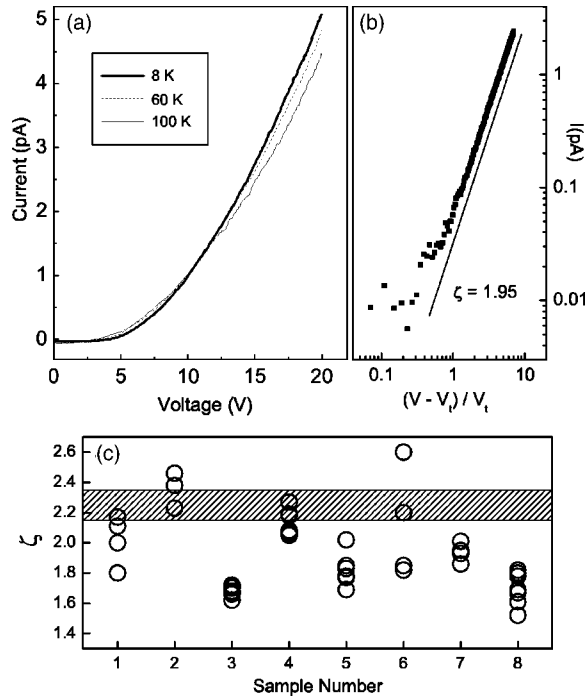 (a)
8 K
60 K
100 K
Current (pA)
5
4
3
2
1
0
0 5 10 15 20
Voltage (V)
(b)
I(pA)
1
0.1
0.01
ζ = 1.95
0.1 1 10
(V - Vt) / Vt
(c)
ζ
2.6
2.4
2.2
2.0
1.8
1.6
1.4
1 2 3 4 5 6 7 8
Sample Number